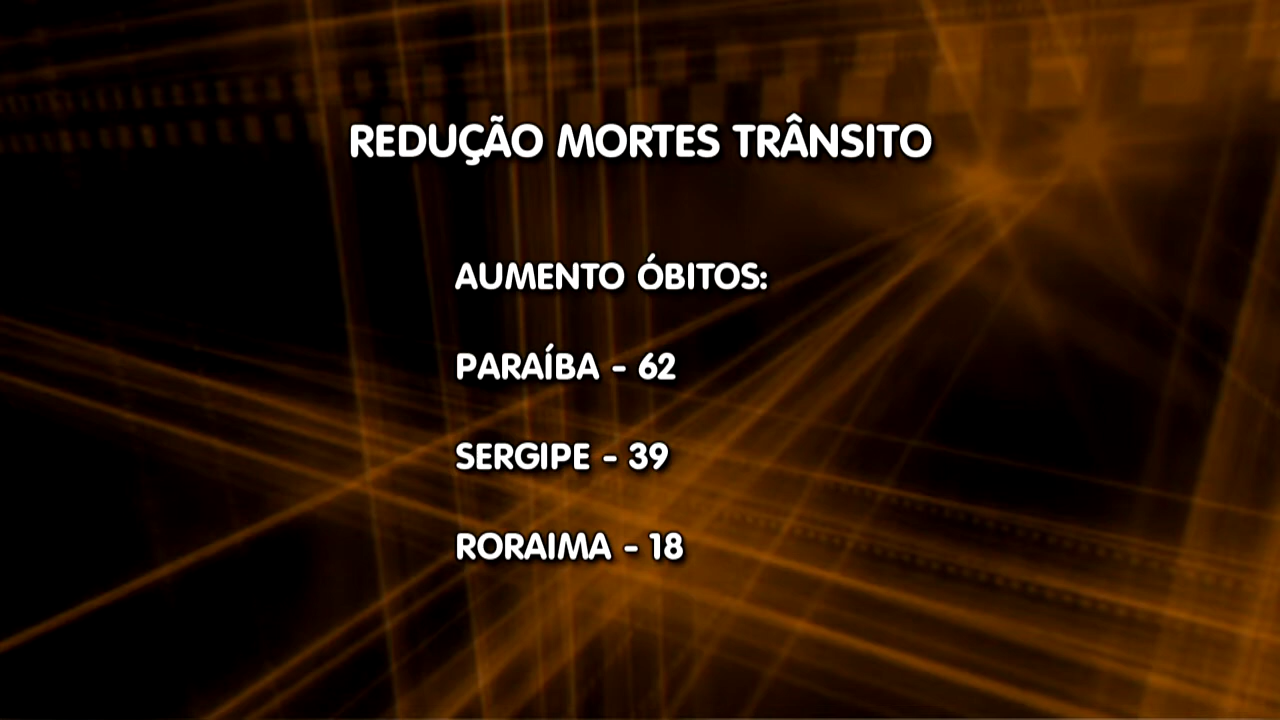 REDUÇÃO MORTES TRÂNSITO
AUMENTO ÓBITOS:
PARAÍBA - 62
SERGIPE - 39
RORAIMA - 18